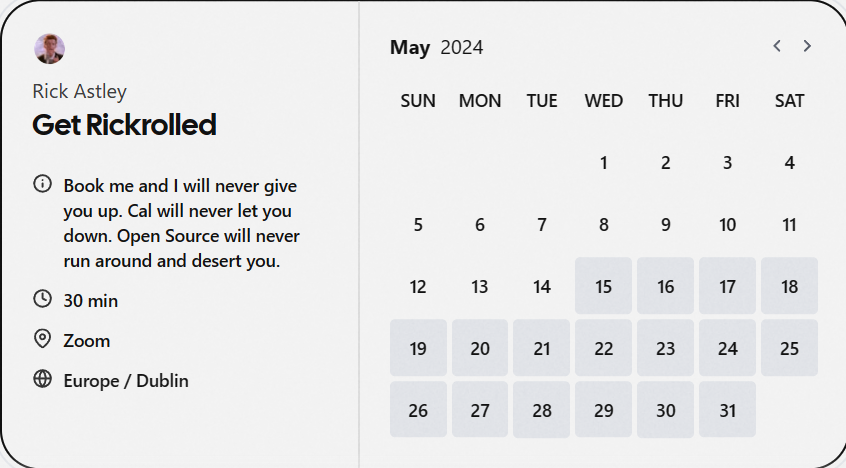 Rick Astley
Get Rickrolled
Book me and I will never give
you up. Cal will never let you
down. Open Source will never
run around and desert you.
30 min
Zoom
Europe / Dublin
May 2024
SUN MON TUE WED THU FRI SAT
1 2 3 4
5 6 7 8 9 10 11
12 13 14 15 16 17 18
19 20 21 22 23 24 25
26 27 28 29 30 31